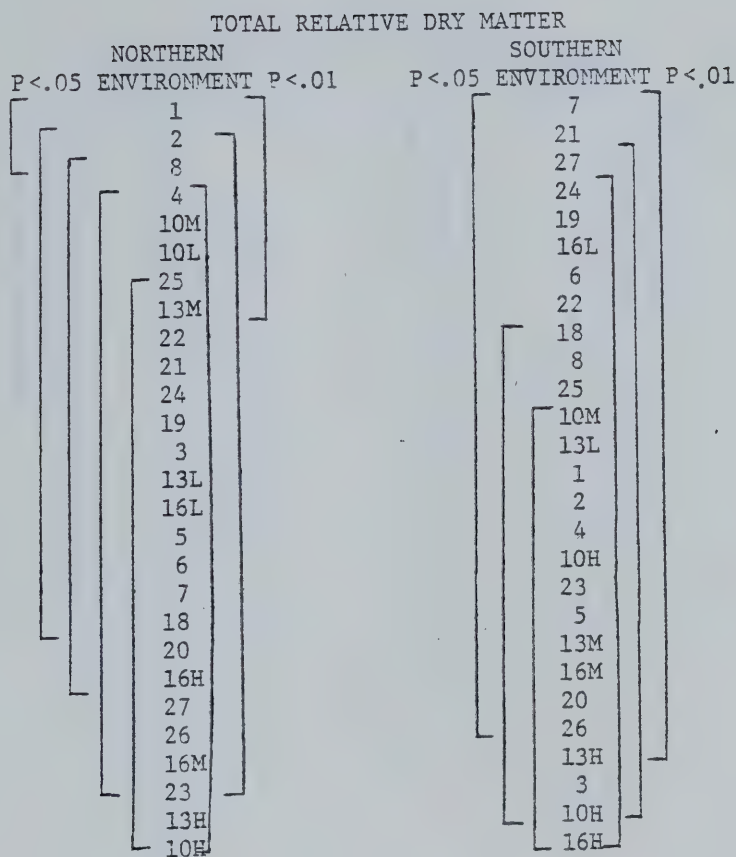 TOTAL RELATIVE DRY MATTER
NORTHERN
P<.05 ENVIRONMENT P<.01
1
2
8
4
10M
10L
25
13M
22
21
24
19
3
13L
16L
5
6
7
18
20
16H
27
26
16M
23
13H
10H
SOUTHERN
P<.05 ENVIRONMENT P<.01
7
21
27
24
19
16L
6
22
18
8
25
10M
13L
1
2
4
10H
23
5
13M
16M
20
26
13H
3
10H
16H